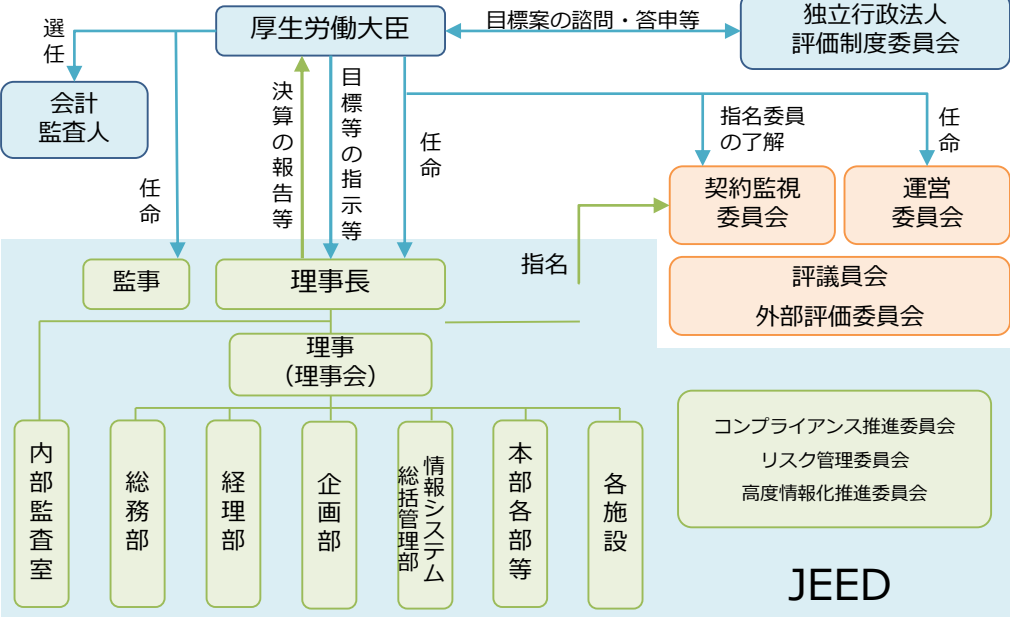 選任
厚生労働大臣
目標案の諮問・答申等
独立行政法人
評価制度委員会
会計
監査人
任命
決算の報告等
目標等の指示等
任命
指名委員
の了解
任命
契約監視
委員会
運営
委員会
指名
監事
理事長
評議員会
外部評価委員会
理事
（理事会）
内部監査室
総務部
経理部
企画部
情報システム
総括管理部
本部各部等
各施設
コンプライアンス推進委員会
リスク管理委員会
高度情報化推進委員会
JEED